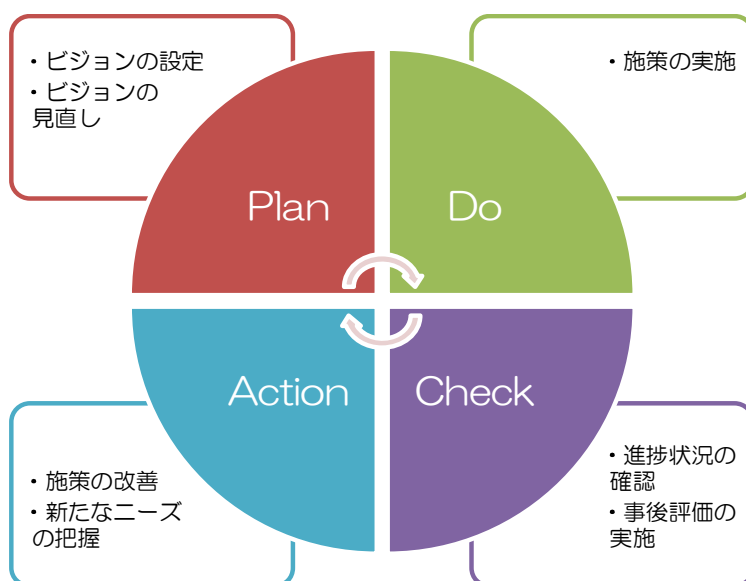 ・ビジョンの設定
・ビジョンの
見直し
・施策の実施
Plan
Do
Action
Check
・施策の改善
・新たなニーズ
の把握
・進捗状況の
確認
・事後評価の
実施